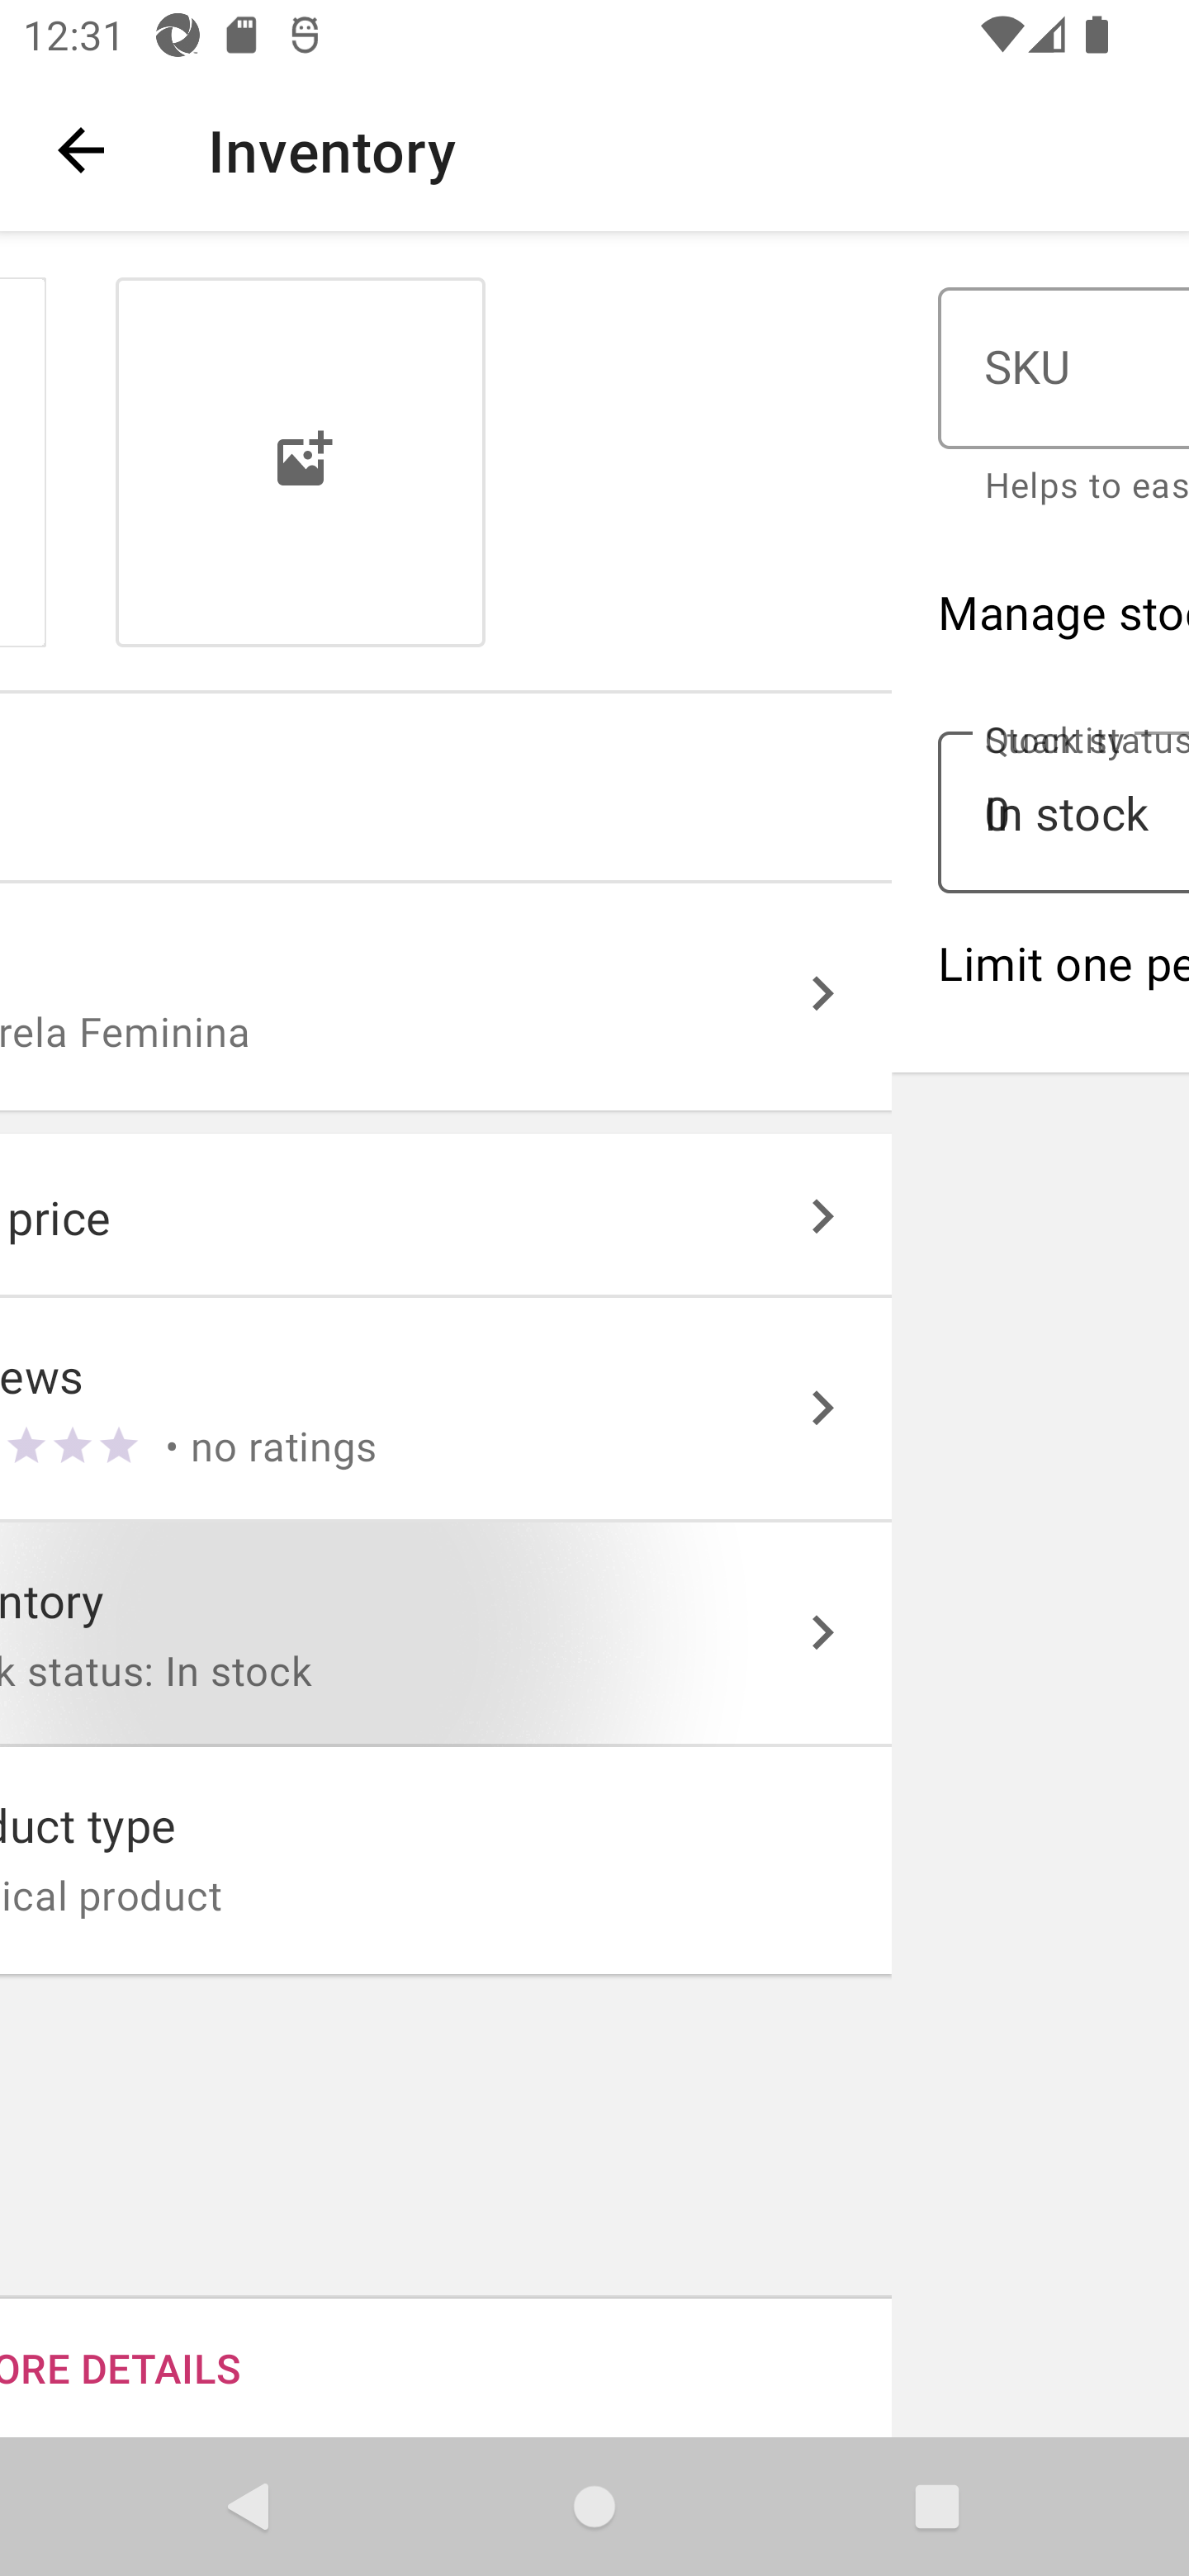 12:31
Inventory
SKU
Helps to eas
Manage sto
Stock status
Quantity
In stock
0
Limit one pe
rela Feminina
price
ews
• no ratings
ntory
k status: In stock
duct type
ical product
ORE DETAILS